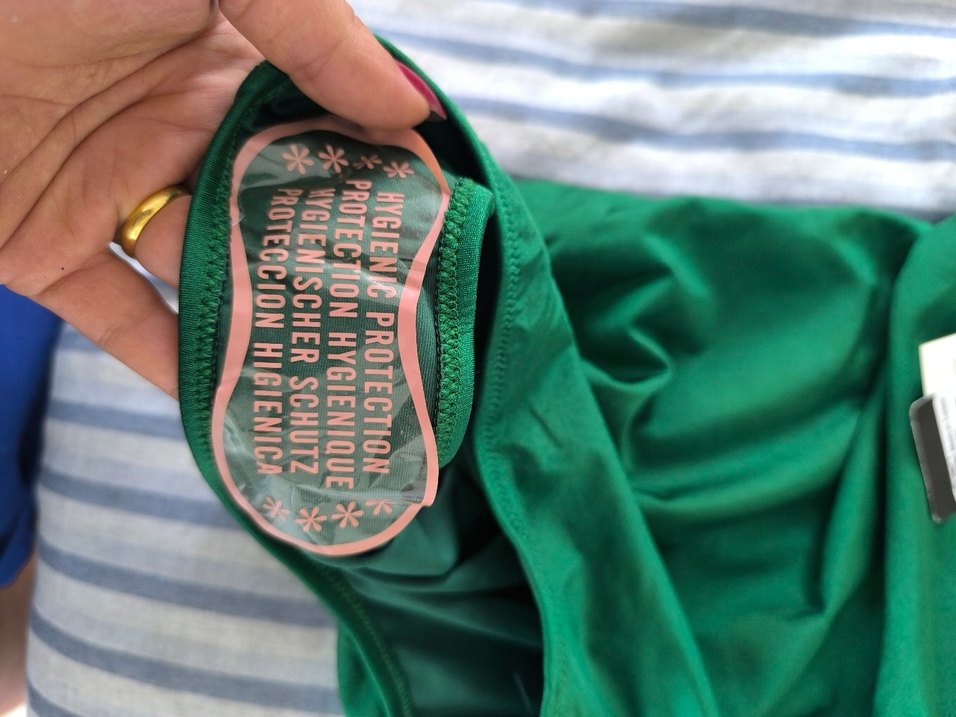 HYGIENIC PROTECTION
PROTECTION HYGIENIQUE
HYGIENISCHER SCHUTZ
PROTECCION HIGIENICA